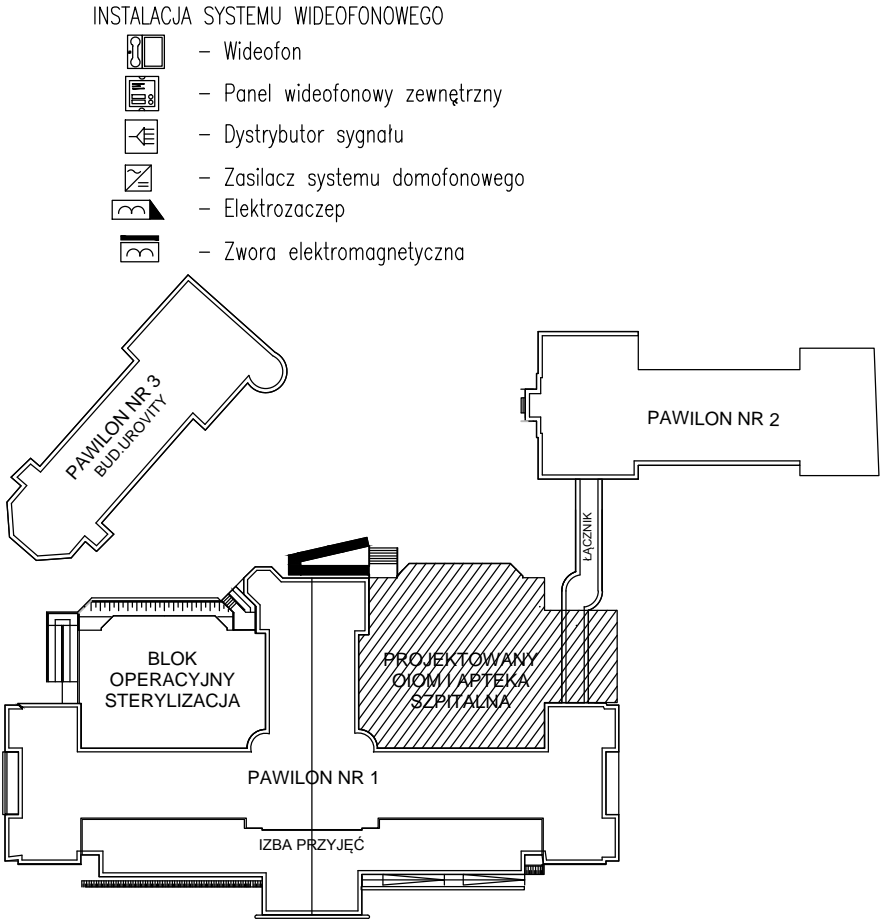 INSTALACJA SYSTEMU WIDEOFONOWEGO
– Wideofon
– Panel wideofonowy zewnętrzny
– Dystrybutor sygnału
– Zasilacz systemu domofonowego
– Elektrozaczep
– Zwora elektromagnetyczna
PAWILON NR 3
BUD.UROVITY
PAWILON NR 2
ŁĄCZNIK
BLOK
OPERACYJNY
STERYLIZACJA
PROJEKTOWANY
OIOM I APTEKA
SZPITALNA
PAWILON NR 1
IZBA PRZYJĘĆ